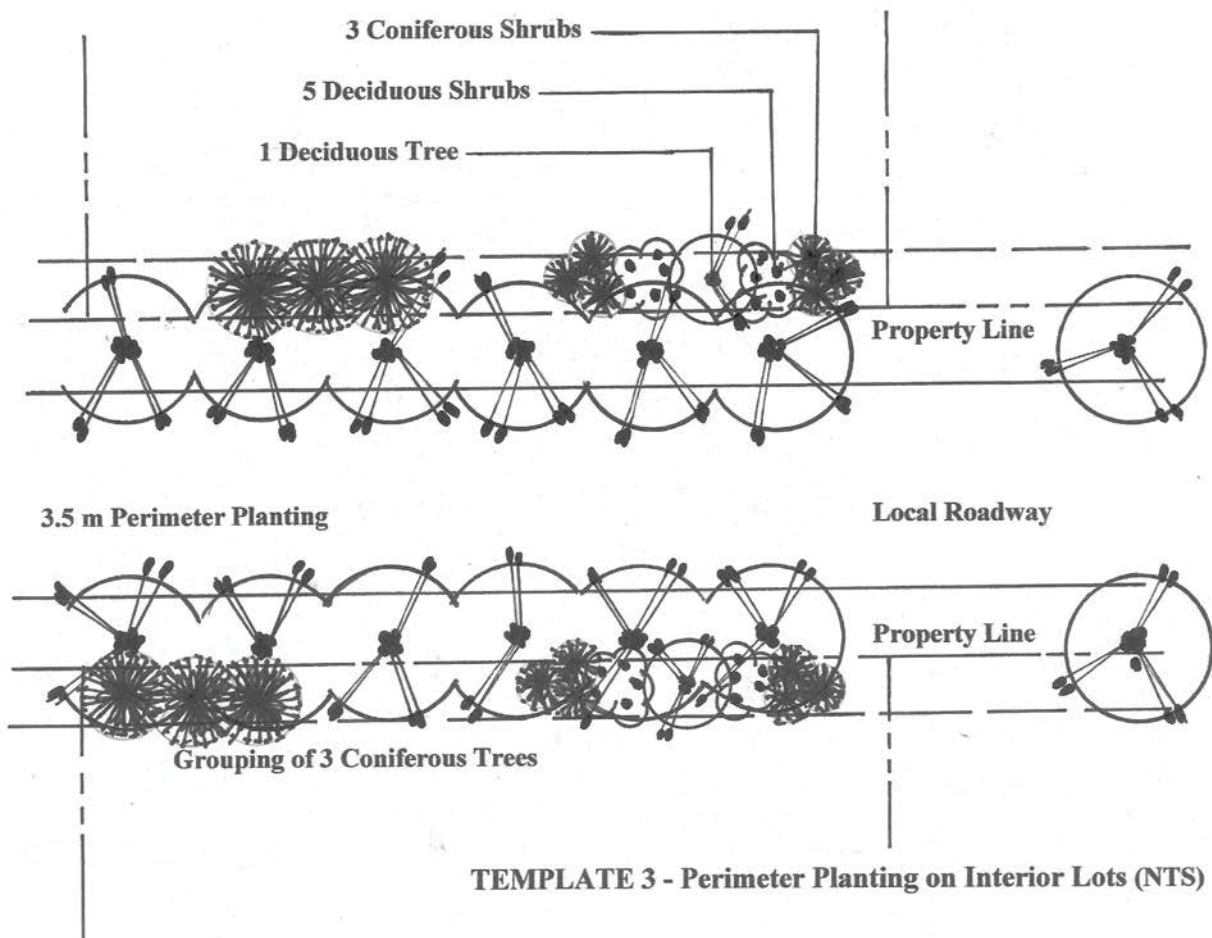 3 Coniferous Shrubs
5 Deciduous Shrubs
1 Deciduous Tree
Property Line
3.5 m Perimeter Planting
Local Roadway
Property Line
Grouping of 3 Coniferous Trees
TEMPLATE 3 - Perimeter Planting on Interior Lots (NTS)